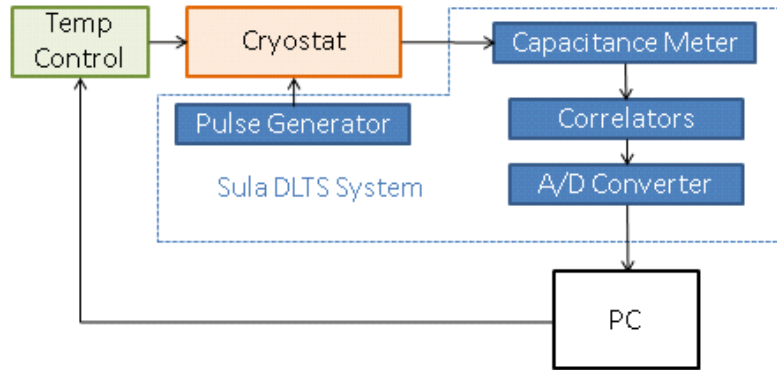 Temp
Control
Cryostat
Capacitance Meter
Pulse Generator
Correlators
Sula DLTS System
A/D Converter
PC